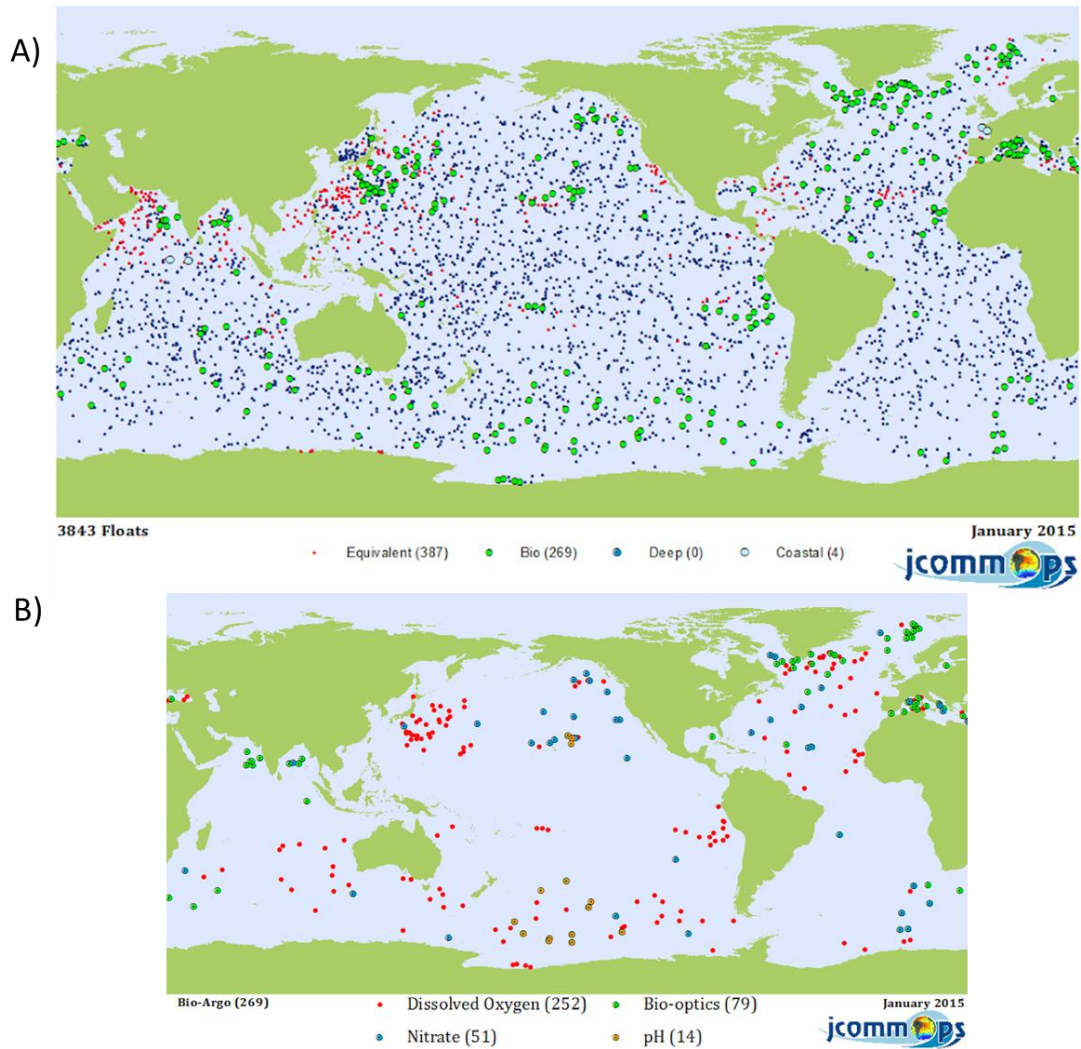 A)
3843 Floats
January 2015
Equivalent (387) Bio (269) Deep (0) Coastal (4)
jcommops
B)
Bio-Argo (269)
Dissolved Oxygen (252) Bio-optics (79)
January 2015
Nitrate (51) pH (14)
jcommops